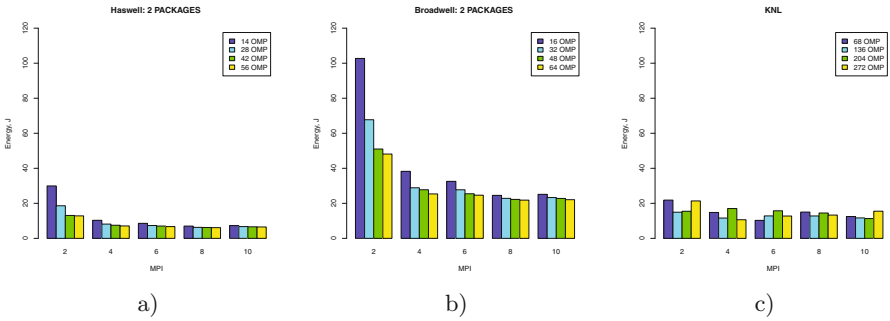 Haswell: 2 PACKAGES
120
100
80
60
40
20
0
Energy, J
14 OMP
28 OMP
42 OMP
56 OMP
2 4 6 8 10
MPI
a)
Broadwell: 2 PACKAGES
120
100
80
60
40
20
0
Energy, J
16 OMP
32 OMP
48 OMP
64 OMP
2 4 6 8 10
MPI
b)
KNL
120
100
80
60
40
20
0
Energy, J
68 OMP
136 OMP
204 OMP
272 OMP
2 4 6 8 10
MPI
c)